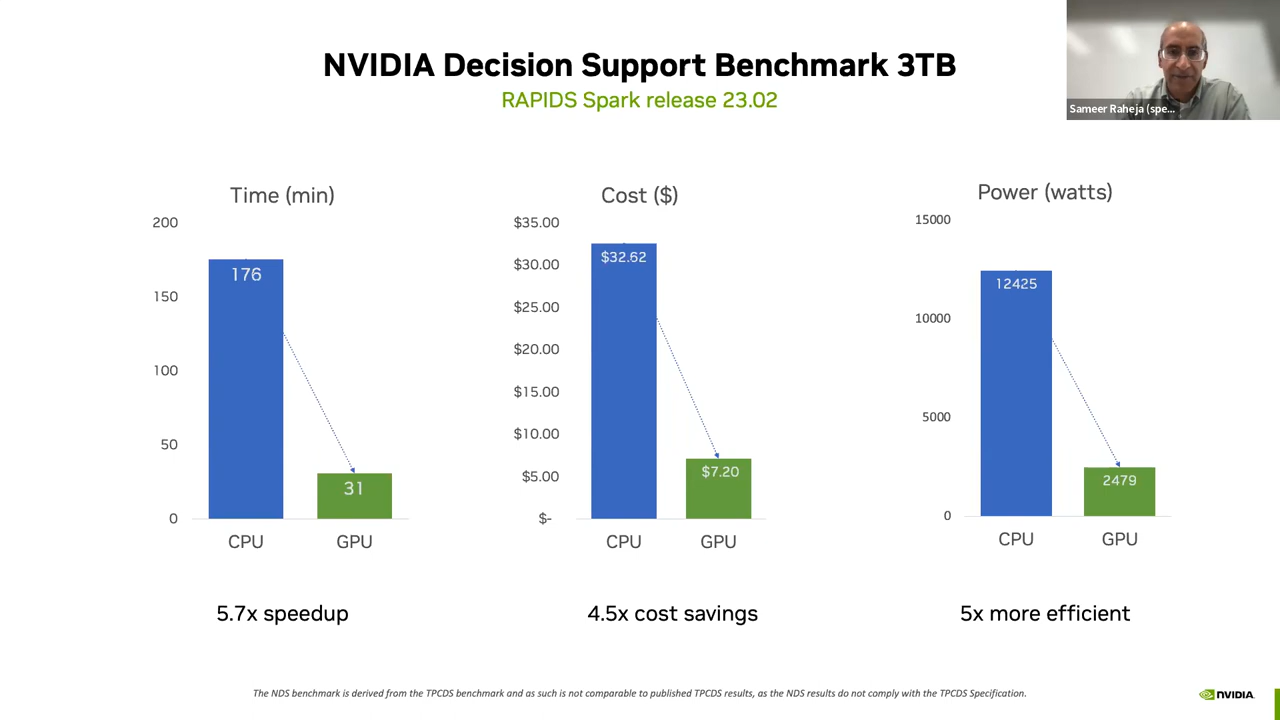 NVIDIA Decision Support Benchmark 3TB
RAPIDS Spark release 23.02
Sameer Raheja (spe...
Time (min)
200
150
100
50
0
176
31
CPU
GPU
5.7x speedup
Cost ($)
$35.00
$30.00
$25.00
$20.00
$15.00
$10.00
$5.00
$-
$32.62
$7.20
CPU
GPU
4.5x cost savings
Power (watts)
15000
10000
5000
0
12425
2479
CPU
GPU
5x more efficient
The NDS benchmark is derived from the TPCDS benchmark and as such is not comparable to published TPCDS results, as the NDS results do not comply with the TPCDS Specification.
NVIDIA.